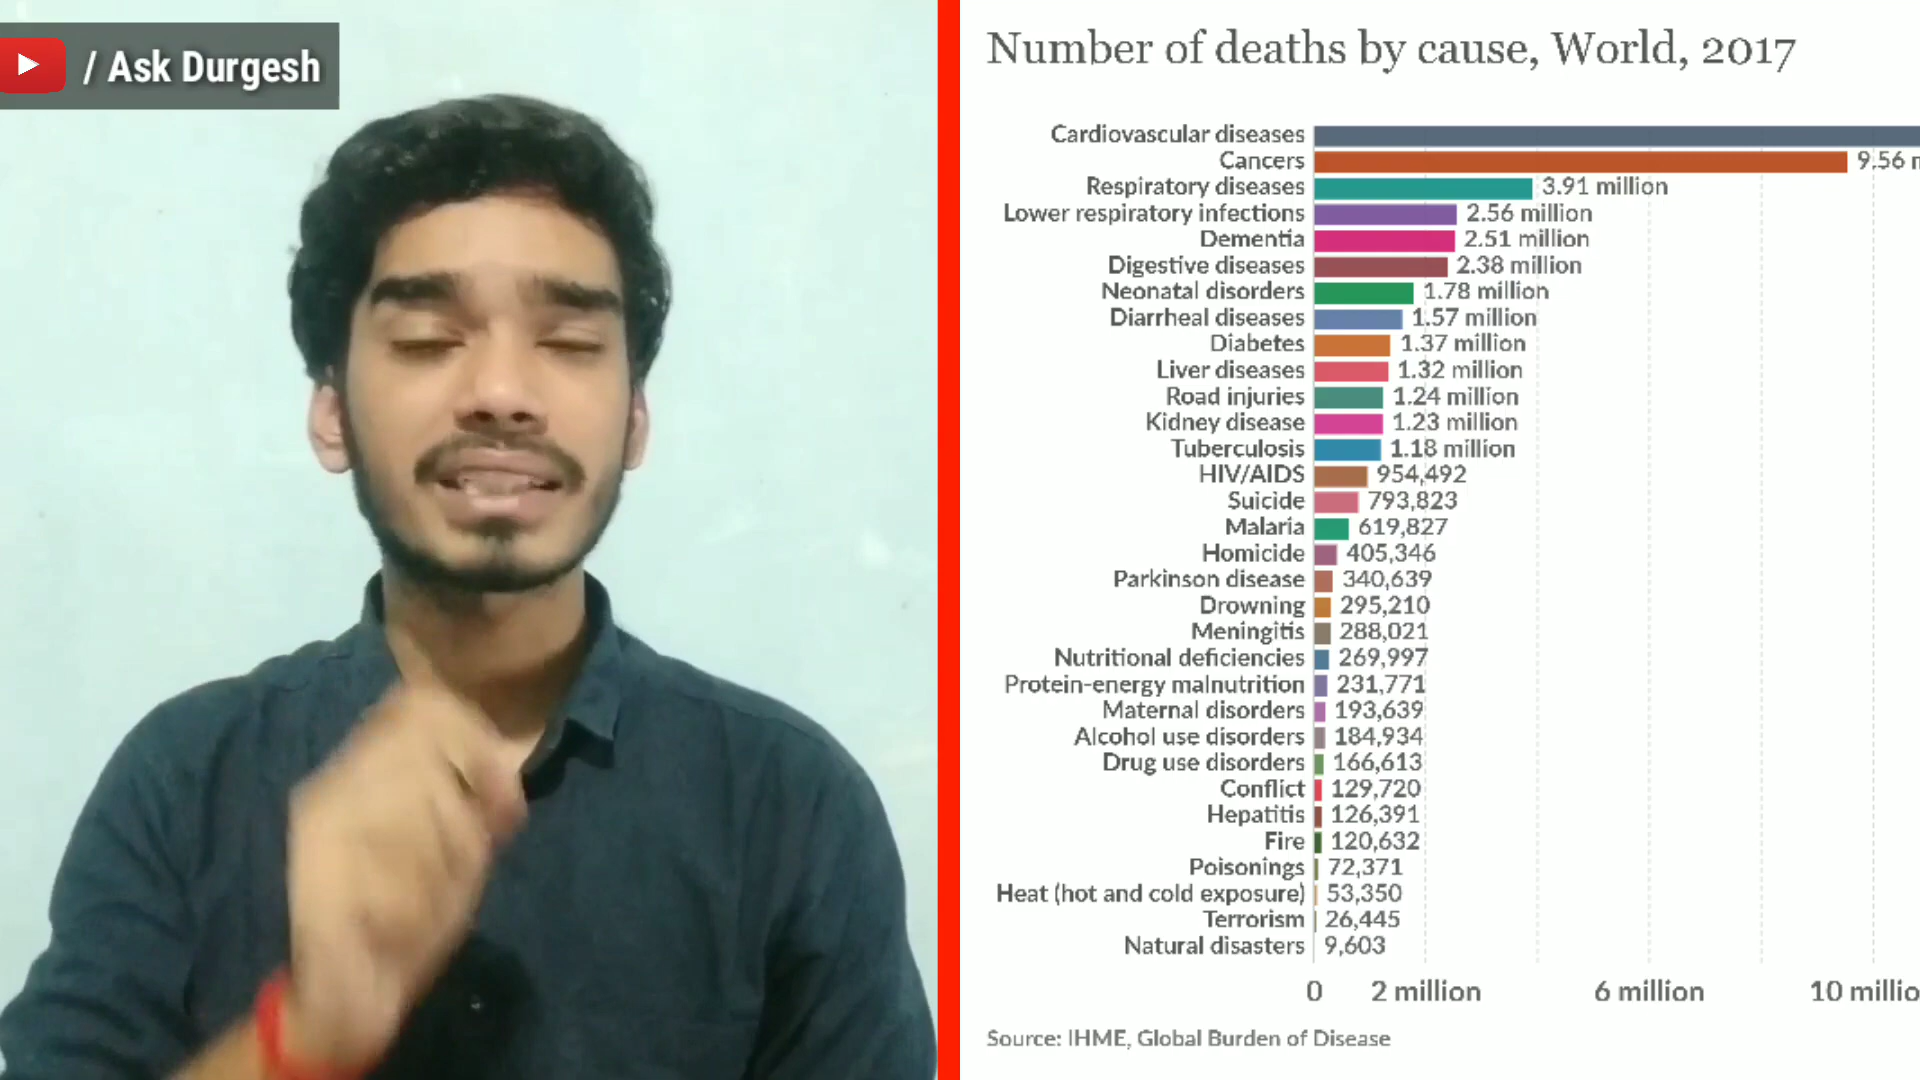 / Ask Durgesh
Number of deaths by cause, World, 2017
Cardiovascular diseases
Cancers 9.56
Respiratory diseases 3.91 million
Lower respiratory infections 2.56 million
Dementia 2.51 million
Digestive diseases 2.38 million
Neonatal disorders 1.78 million
Diarrheal diseases 1.57 million
Diabetes 1.37 million
Liver diseases 1.32 million
Road injuries 1.24 million
Kidney disease 1.23 million
Tuberculosis 1.18 million
HIV/AIDS 954,492
Suicide 793,823
Malaria 619,827
Homicide 405,346
Parkinson disease 340,639
Drowning 295,210
Meningitis 288,021
Nutritional deficiencies 269,997
Protein-energy malnutrition 231,771
Maternal disorders 193,639
Alcohol use disorders 184,934
Drug use disorders 166,613
Conflict 129,720
Hepatitis 126,391
Fire 120,632
Poisonings 72,371
Heat (hot and cold exposure) 53,350
Terrorism 26,445
Natural disasters 9,603
0 2 million 6 million 10 millio
Source: IHME, Global Burden of Disease